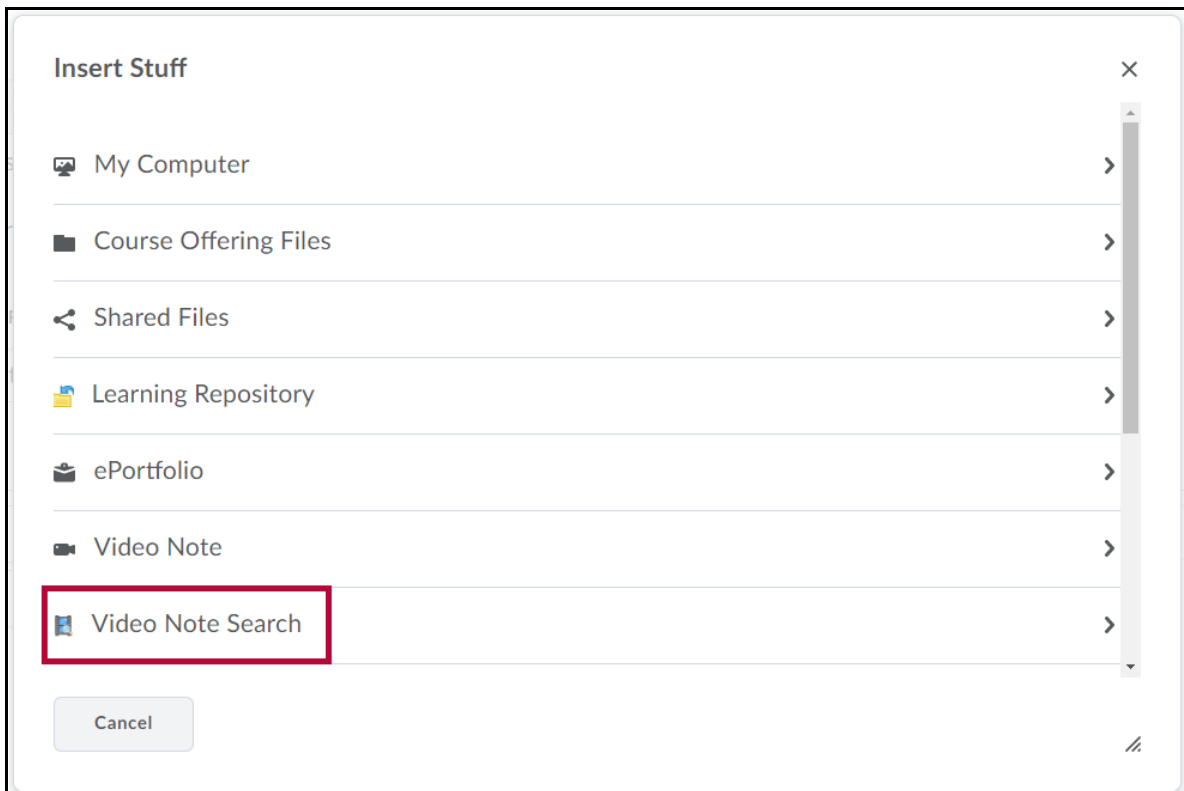 Insert Stuff
My Computer
Course Offering Files
Shared Files
Learning Repository
ePortfolio
Video Note
Video Note Search
Cancel